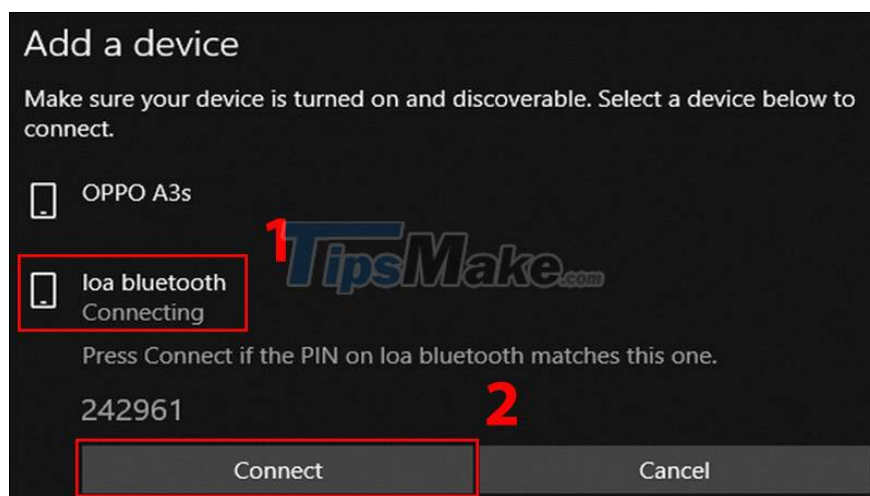 Add a device
Make sure your device is turned on and discoverable. Select a device below to
connect.
OPPO A3s
1
TipsMake.com
loa bluetooth
Connecting
Press Connect if the PIN on loa bluetooth matches this one.
242961
2
Connect Cancel